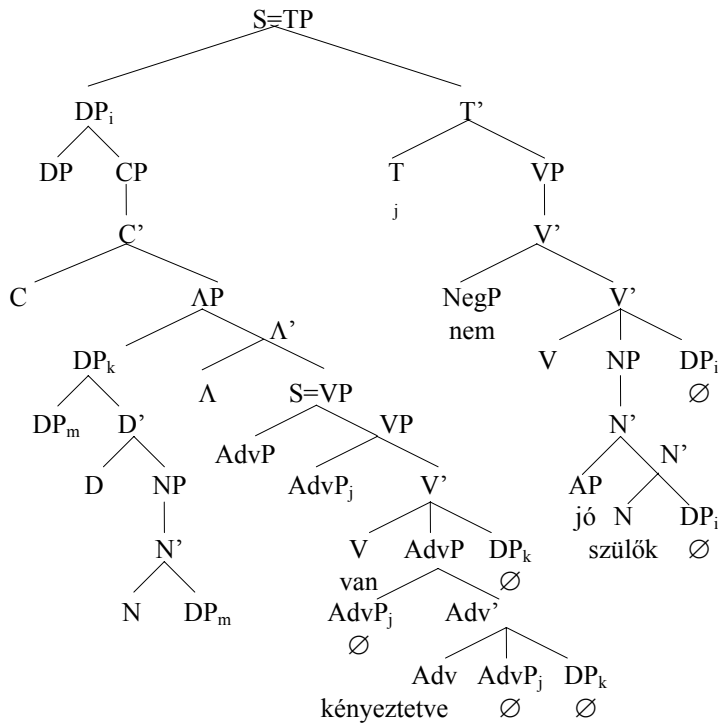 S=TP
DPᵢ T’
DP CP T VP
ⱼ
C’ V’
C ΛP NegP V’
nem
DPₖ Λ’ V NP DPᵢ
∅
DPₘ D’ Λ S=VP N’
AdvP VP
D NP AdvPⱼ V’ AP N’
jó N DPᵢ
szülők ∅
N’ V AdvP DPₖ
van ∅
N DPₘ AdvPⱼ Adv’
∅
Adv AdvPⱼ DPₖ
kényeztetve ∅ ∅